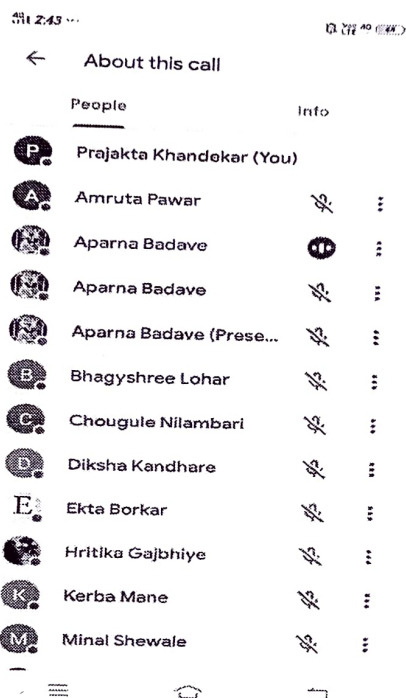 2:43 ...
About this call
People Info
P Prajakta Khandekar (You)
A Amruta Pawar
Aparna Badave
Aparna Badave
Aparna Badave (Prese...
B Bhagyshree Lohar
C Chougule Nilambari
D Diksha Kandhare
E Ekta Borkar
Hritika Gajbhiye
K Kerba Mane
M Minal Shewale